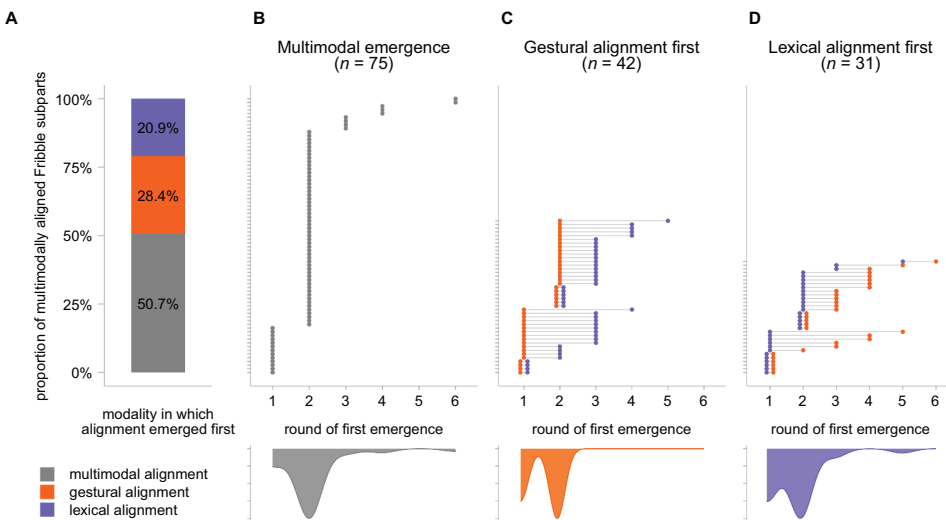 A
B
C
D
Multimodal emergence
(n = 75)
Gestural alignment first
(n = 42)
Lexical alignment first
(n = 31)
proportion of multimodally aligned Fribble subparts
100%
75%
50%
25%
0%
20.9%
28.4%
50.7%
modality in which
alignment emerged first
1 2 3 4 5 6
round of first emergence
1 2 3 4 5 6
round of first emergence
1 2 3 4 5 6
round of first emergence
multimodal alignment
gestural alignment
lexical alignment